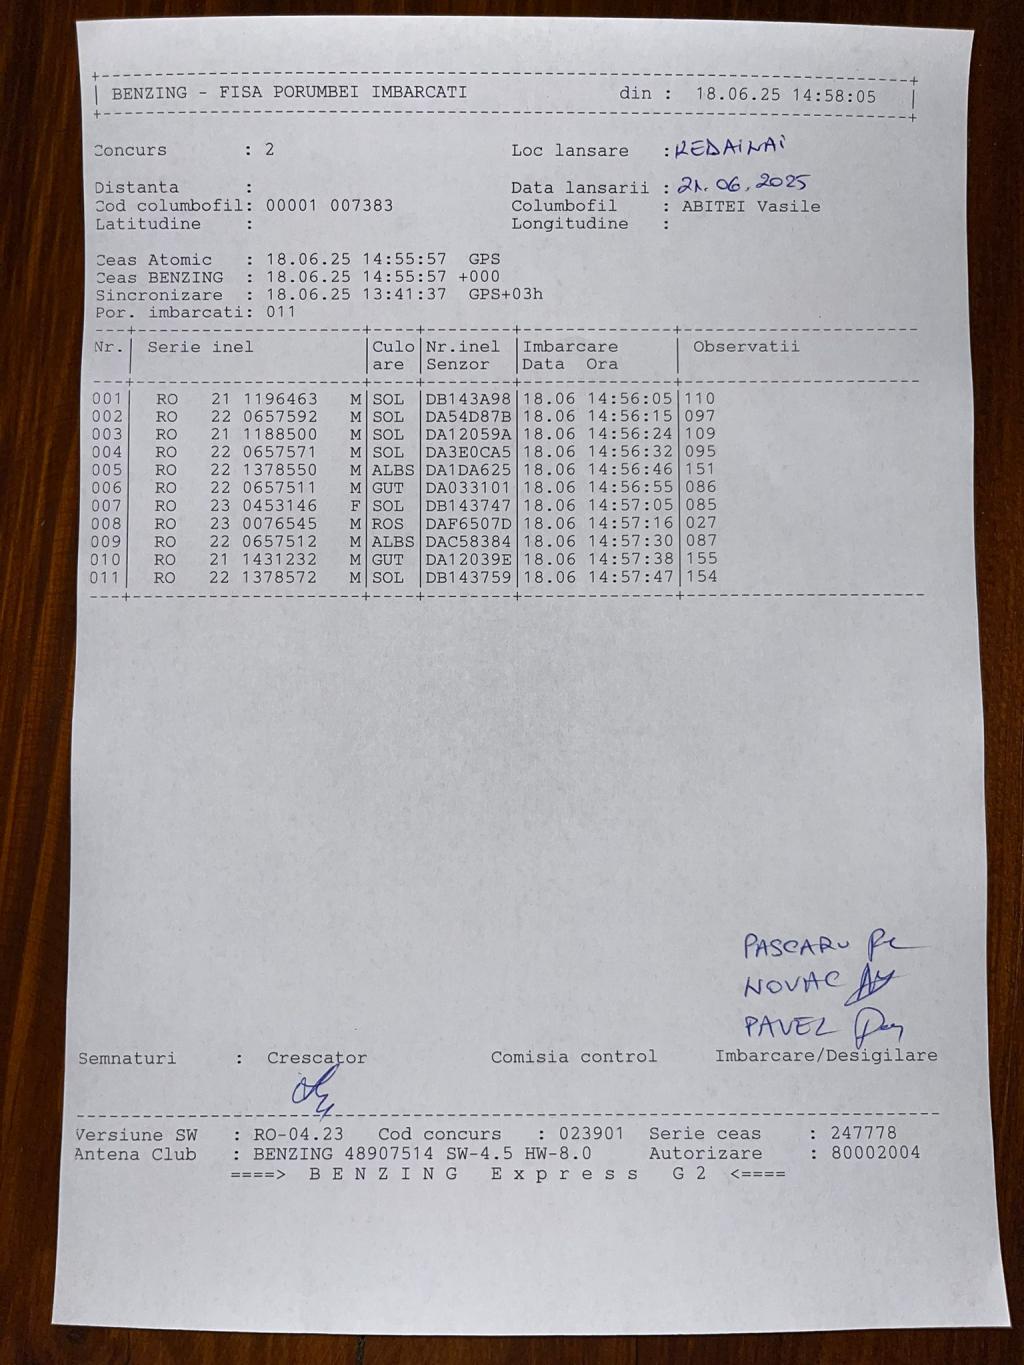 BENZING - FISA PORUMBEI IMBARCATI din : 18.06.25 14:58:05
Concurs : 2 Loc lansare : KEDAINAI
Distanta : Data lansarii : 21.06.2025
Cod columbofil: 00001 007383 Columbofil : ABITEI Vasile
Latitudine : Longitudine :
Ceas Atomic : 18.06.25 14:55:57 GPS
Ceas BENZING : 18.06.25 14:55:57 +000
Sincronizare : 18.06.25 13:41:37 GPS+03h
Por. imbarcati: 011
Nr. Serie inel Culo Nr.inel Imbarcare Observatii
are Senzor Data Ora
001 RO 21 1196463 M SOL DB143A98 18.06 14:56:05 110
002 RO 22 0657592 M SOL DA54D87B 18.06 14:56:15 097
003 RO 21 1188500 M SOL DA12059A 18.06 14:56:24 109
004 RO 22 0657571 M SOL DA3E0CA5 18.06 14:56:32 095
005 RO 22 1378550 M ALBS DA1DA625 18.06 14:56:46 151
006 RO 22 0657511 M GUT DA033101 18.06 14:56:55 086
007 RO 23 0453146 F SOL DB143747 18.06 14:57:05 085
008 RO 23 0076545 M ROS DAF6507D 18.06 14:57:16 027
009 RO 22 0657512 M ALBS DAC58384 18.06 14:57:30 087
010 RO 21 1431232 M GUT DA12039E 18.06 14:57:38 155
011 RO 22 1378572 M SOL DB143759 18.06 14:57:47 154
PASCARU
NOVAC
PAVEL
Semnaturi : Crescator Comisia control Imbarcare/Desigilare
Versiune SW : RO-04.23 Cod concurs : 023901 Serie ceas : 247778
Antena Club : BENZING 48907514 SW-4.5 HW-8.0 Autorizare : 80002004
====> B E N Z I N G E x p r e s s G 2 <====